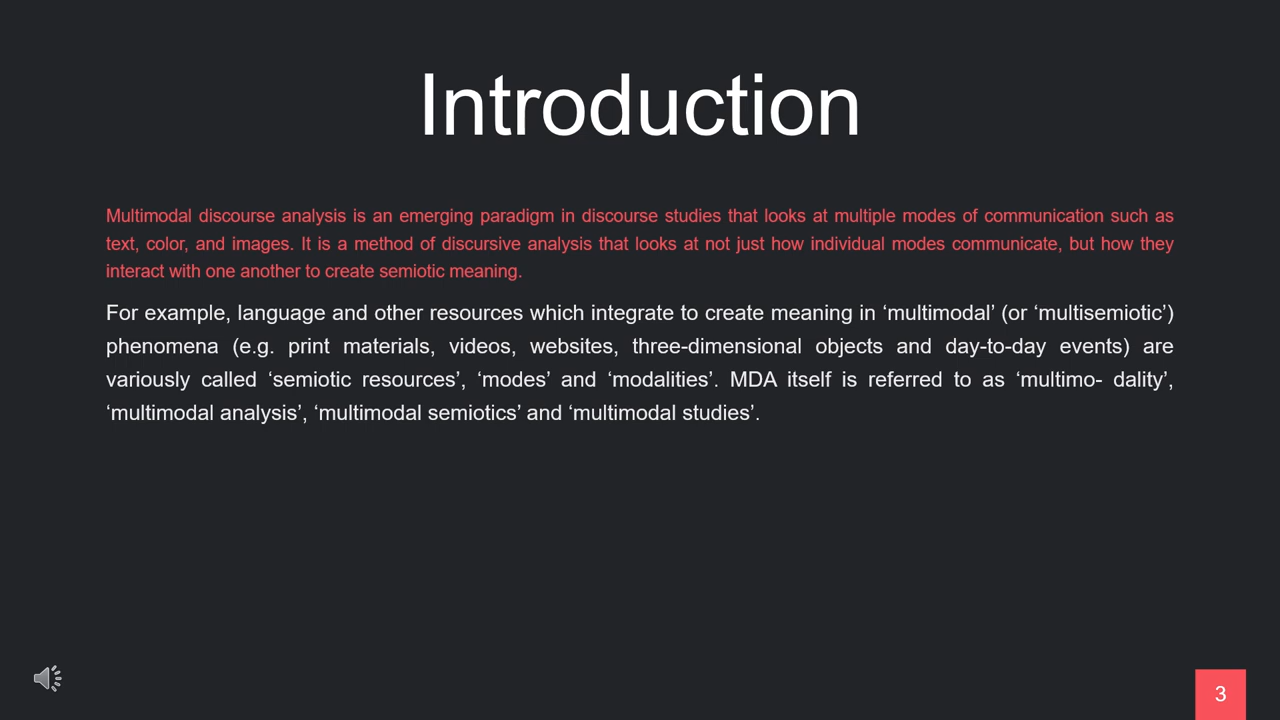 Introduction
Multimodal discourse analysis is an emerging paradigm in discourse studies that looks at multiple modes of communication such as
text, color, and images. It is a method of discursive analysis that looks at not just how individual modes communicate, but how they
interact with one another to create semiotic meaning.
For example, language and other resources which integrate to create meaning in ‘multimodal’ (or ‘multisemiotic’)
phenomena (e.g. print materials, videos, websites, three-dimensional objects and day-to-day events) are
variously called ‘semiotic resources’, ‘modes’ and ‘modalities’. MDA itself is referred to as ‘multimo- dality’,
‘multimodal analysis’, ‘multimodal semiotics’ and ‘multimodal studies’.
3